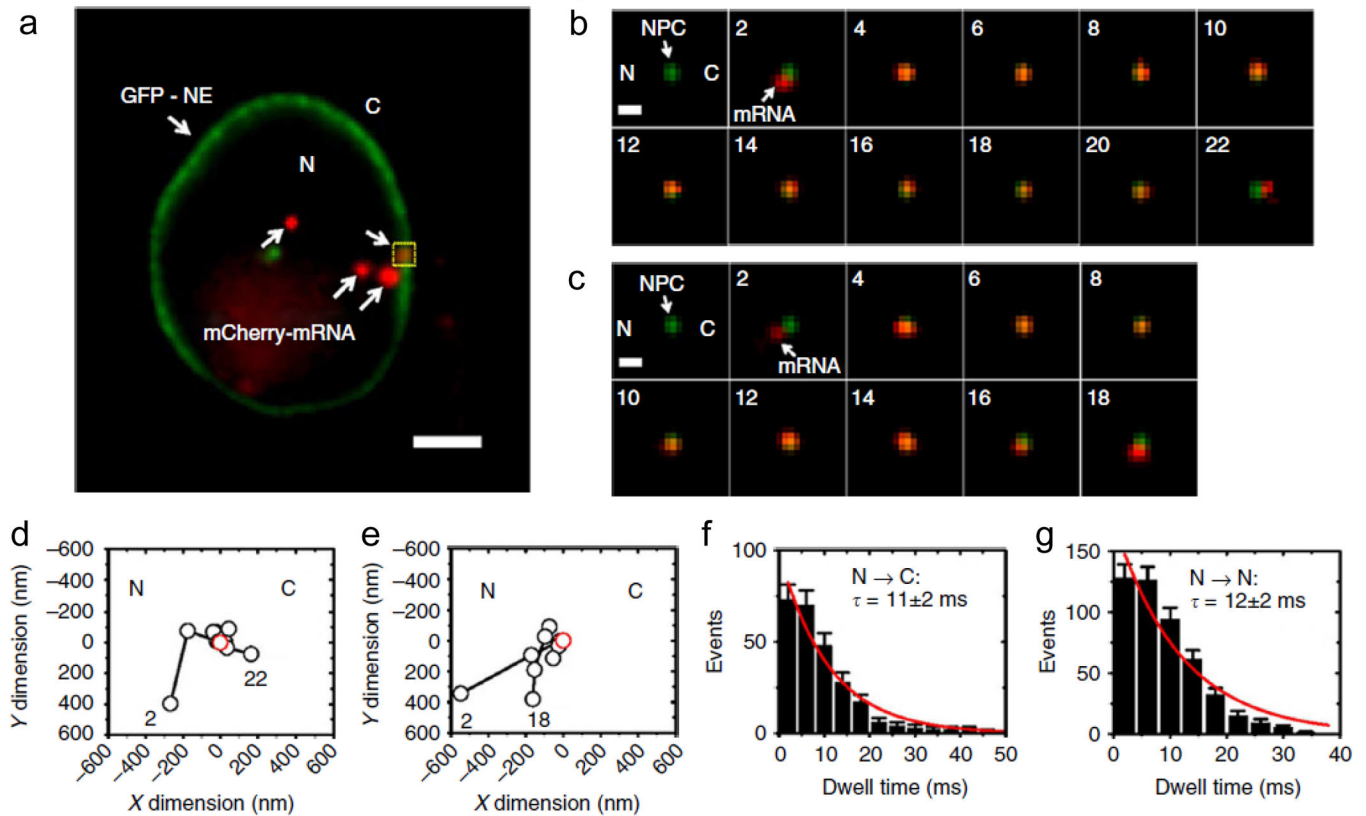 a
GFP - NE
C
N
mCherry-mRNA
b
NPC
N
C
2
mRNA
4
6
8
10
12
14
16
18
20
22
c
NPC
N
C
2
mRNA
4
6
8
10
12
14
16
18
d
–600
–400
–200
0
200
400
600
Y dimension (nm)
N
C
2
22
–600
–400
–200
0
200
400
600
X dimension (nm)
e
–600
–400
–200
0
200
400
600
Y dimension (nm)
N
C
2
18
–600
–400
–200
0
200
400
600
X dimension (nm)
f
100
50
0
Events
N → C:
τ = 11±2 ms
0 10 20 30 40 50
Dwell time (ms)
g
150
100
50
0
Events
N → N:
τ = 12±2 ms
0 10 20 30 40
Dwell time (ms)